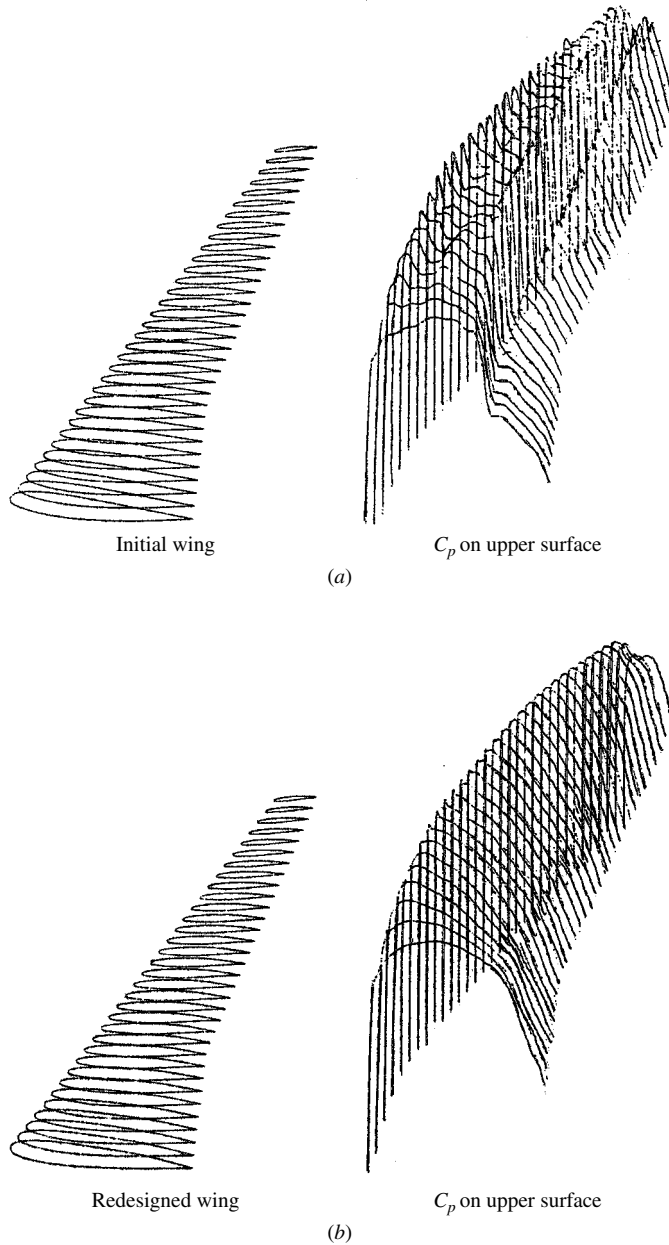 Initial wing
C_p on upper surface
(a)
Redesigned wing
C_p on upper surface
(b)